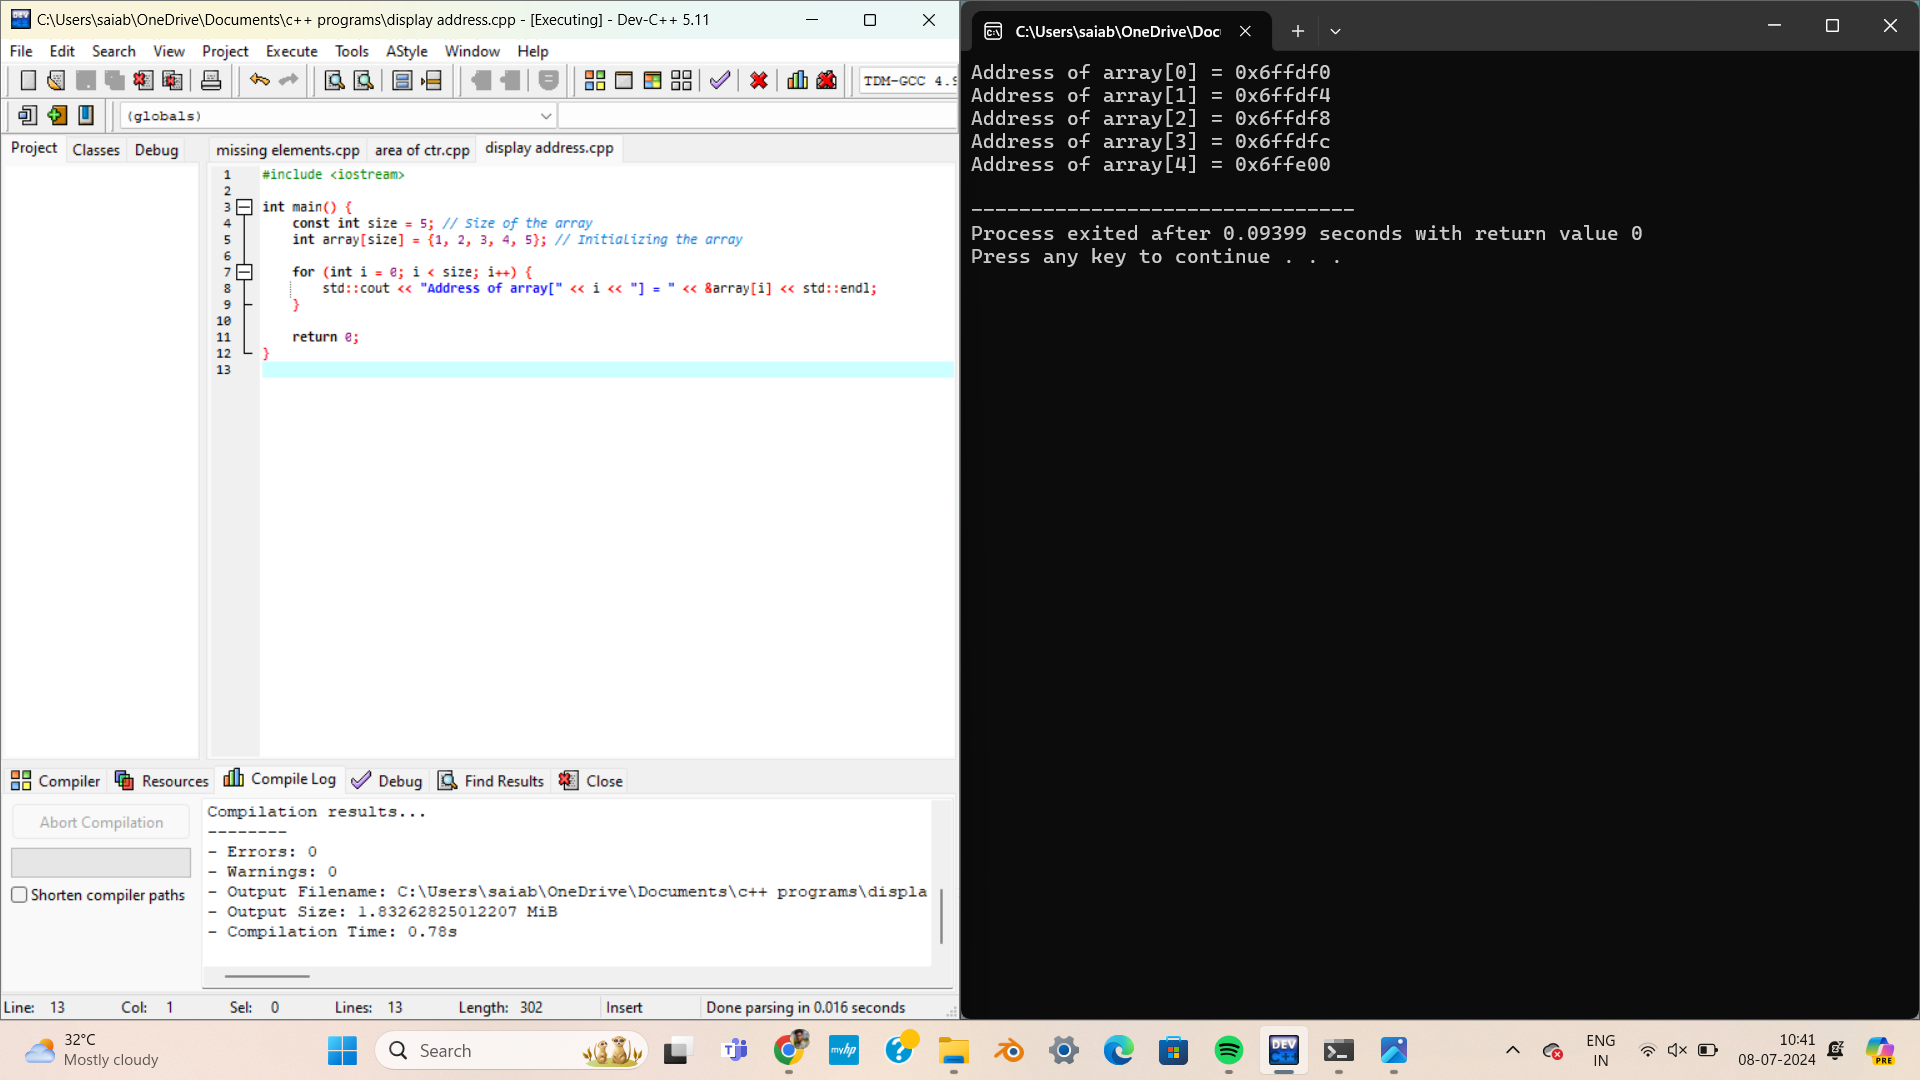 C:\Users\saiab\OneDrive\Documents\c++ programs\display address.cpp - [Executing] - Dev-C++ 5.11
File Edit Search View Project Execute Tools AStyle Window Help
TDM-GCC 4.9
(globals)
Project Classes Debug
missing elements.cpp area of ctr.cpp display address.cpp
1 #include <iostream>
2
3 int main() {
4 const int size = 5; // Size of the array
5 int array[size] = {1, 2, 3, 4, 5}; // Initializing the array
6
7 for (int i = 0; i < size; i++) {
8 std::cout << "Address of array[" << i << "] = " << &array[i] << std::endl;
9 }
10
11 return 0;
12 }
13
Compiler Resources Compile Log Debug Find Results Close
Abort Compilation
Shorten compiler paths
Compilation results...
--------
- Errors: 0
- Warnings: 0
- Output Filename: C:\Users\saiab\OneDrive\Documents\c++ programs\displa
- Output Size: 1.83262825012207 MiB
- Compilation Time: 0.78s
Line: 13 Col: 1 Sel: 0 Lines: 13 Length: 302 Insert Done parsing in 0.016 seconds
C:\Users\saiab\OneDrive\Doc
Address of array[0] = 0x6ffdf0
Address of array[1] = 0x6ffdf4
Address of array[2] = 0x6ffdf8
Address of array[3] = 0x6ffdfc
Address of array[4] = 0x6ffe00
--------------------------------
Process exited after 0.09399 seconds with return value 0
Press any key to continue . . .
32°C
Mostly cloudy
Search
myhp
DEV
PRE
ENG
IN
10:41
08-07-2024